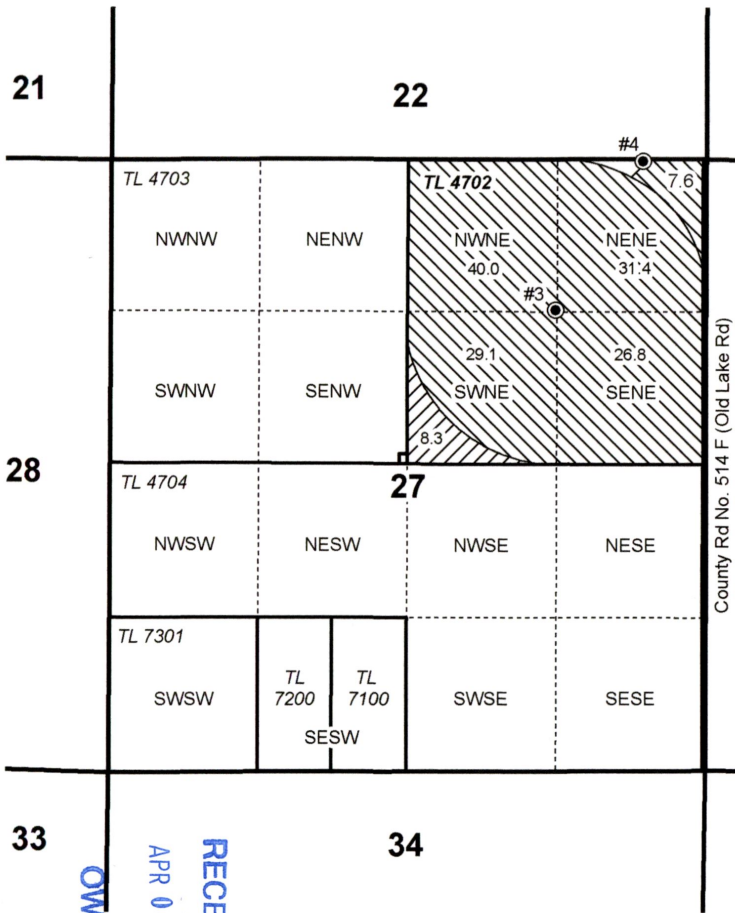 21
22
#4
TL 4703
TL 4702
7.6
NWNW
NENW
NWNE
NENE
40.0
31.4
#3
29.1
26.8
SWNW
SENW
SWNE
SENE
8.3
28
27
TL 4704
NWSW
NESW
NWSE
NESE
County Rd No. 514 F (Old Lake Rd)
TL 7301
TL
7200
TL
7100
SWSW
SESW
SWSE
SESE
33
34
APR 0